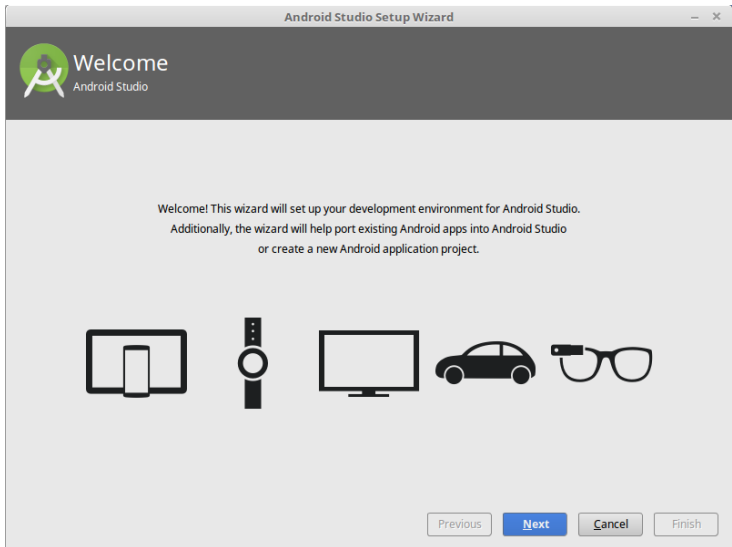 Android Studio Setup Wizard
Welcome
Android Studio
Welcome! This wizard will set up your development environment for Android Studio.
Additionally, the wizard will help port existing Android apps into Android Studio
or create a new Android application project.
Previous Next Cancel Finish